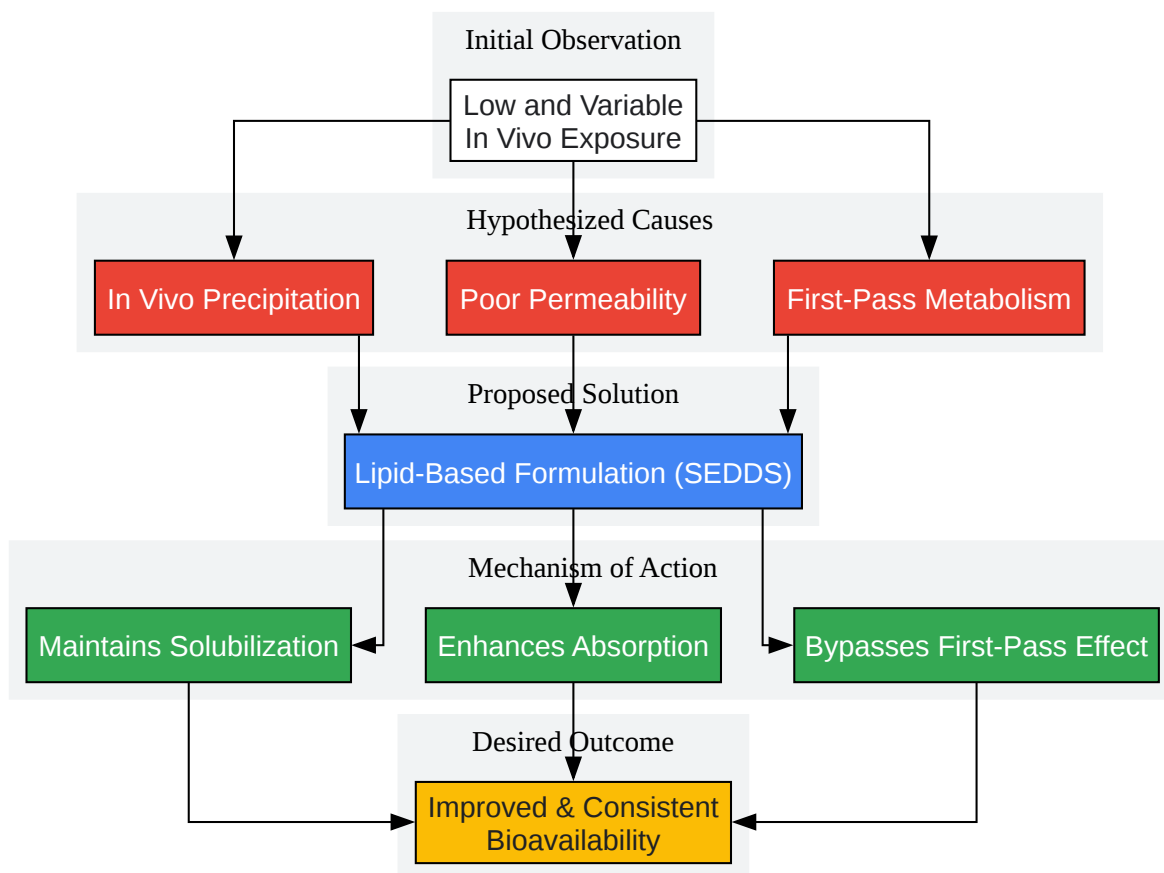 Initial Observation
Low and Variable
In Vivo Exposure
Hypothesized Causes
In Vivo Precipitation
Poor Permeability
First-Pass Metabolism
Proposed Solution
Lipid-Based Formulation (SEDDS)
Mechanism of Action
Maintains Solubilization
Enhances Absorption
Bypasses First-Pass Effect
Desired Outcome
Improved & Consistent
Bioavailability